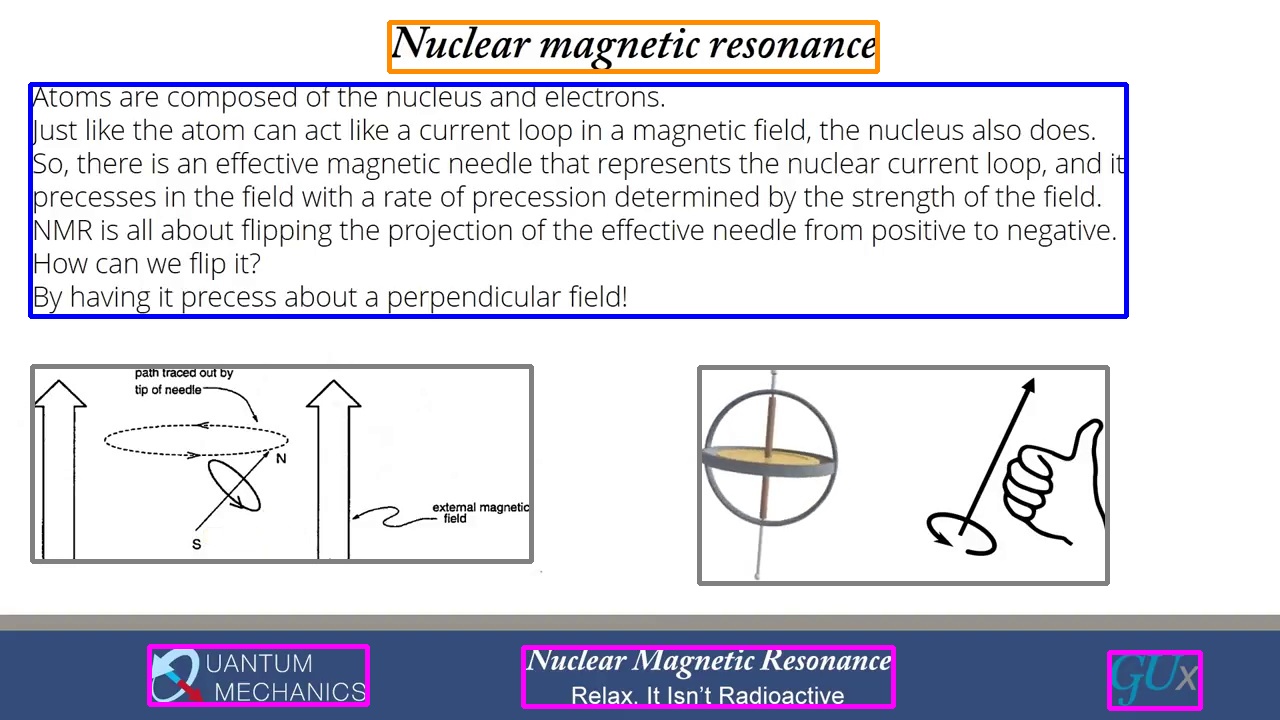 Nuclear magnetic resonance
Atoms are composed of the nucleus and electrons.
Just like the atom can act like a current loop in a magnetic field, the nucleus also does.
So, there is an effective magnetic needle that represents the nuclear current loop, and it
precesses in the field with a rate of precession determined by the strength of the field.
NMR is all about flipping the projection of the effective needle from positive to negative.
How can we flip it?
By having it precess about a perpendicular field!
path traced out by
tip of needle
N
external magnetic
field
S
QUANTUM
MECHANICS
Nuclear Magnetic Resonance
Relax. It Isn't Radioactive
GUx